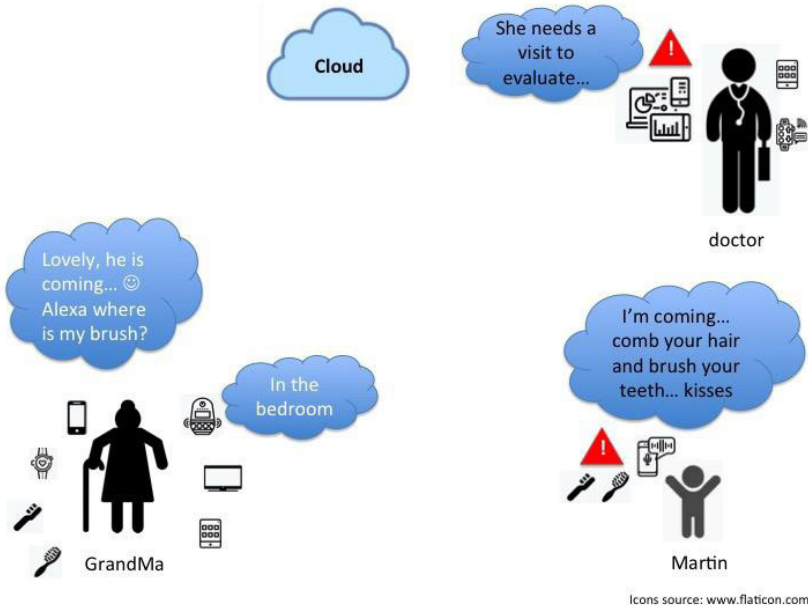 Cloud
She needs a
visit to
evaluate...
!
doctor
Lovely, he is
coming... ☺
Alexa where
is my brush?
In the
bedroom
GrandMa
I'm coming...
comb your hair
and brush your
teeth... kisses
!
Martin
Icons source: www.flaticon.com